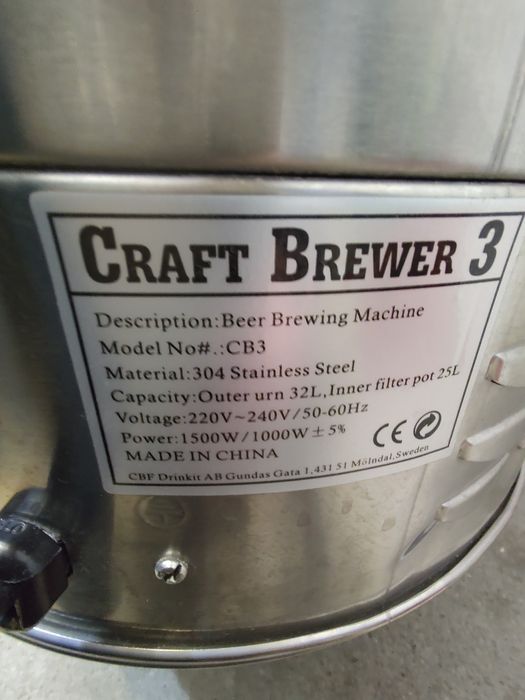 CRAFT BREWER 3
Description:Beer Brewing Machine
Model No#.:CB3
Material:304 Stainless Steel
Capacity:Outer urn 32L,Inner filter pot 25L
Voltage:220V~240V/50-60Hz
Power:1500W/1000W ± 5%
CE
MADE IN CHINA
CBF Drinkit AB Gundas Gata 1,431 51 Mölndal,Sweden